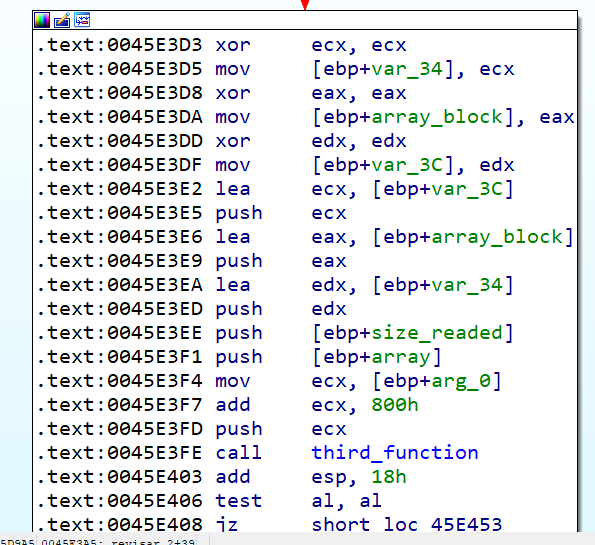 .text:0045E3D3 xor ecx, ecx
.text:0045E3D5 mov [ebp+var_34], ecx
.text:0045E3D8 xor eax, eax
.text:0045E3DA mov [ebp+array_block], eax
.text:0045E3DD xor edx, edx
.text:0045E3DF mov [ebp+var_3C], edx
.text:0045E3E2 lea ecx, [ebp+var_3C]
.text:0045E3E5 push ecx
.text:0045E3E6 lea eax, [ebp+array_block]
.text:0045E3E9 push eax
.text:0045E3EA lea edx, [ebp+var_34]
.text:0045E3ED push edx
.text:0045E3EE push [ebp+size_readed]
.text:0045E3F1 push [ebp+array]
.text:0045E3F4 mov ecx, [ebp+arg_0]
.text:0045E3F7 add ecx, 800h
.text:0045E3FD push ecx
.text:0045E3FE call third_function
.text:0045E403 add esp, 18h
.text:0045E406 test al, al
.text:0045E408 jz short loc_45E453
5D9A5 0045E3A5: revisar_2+39